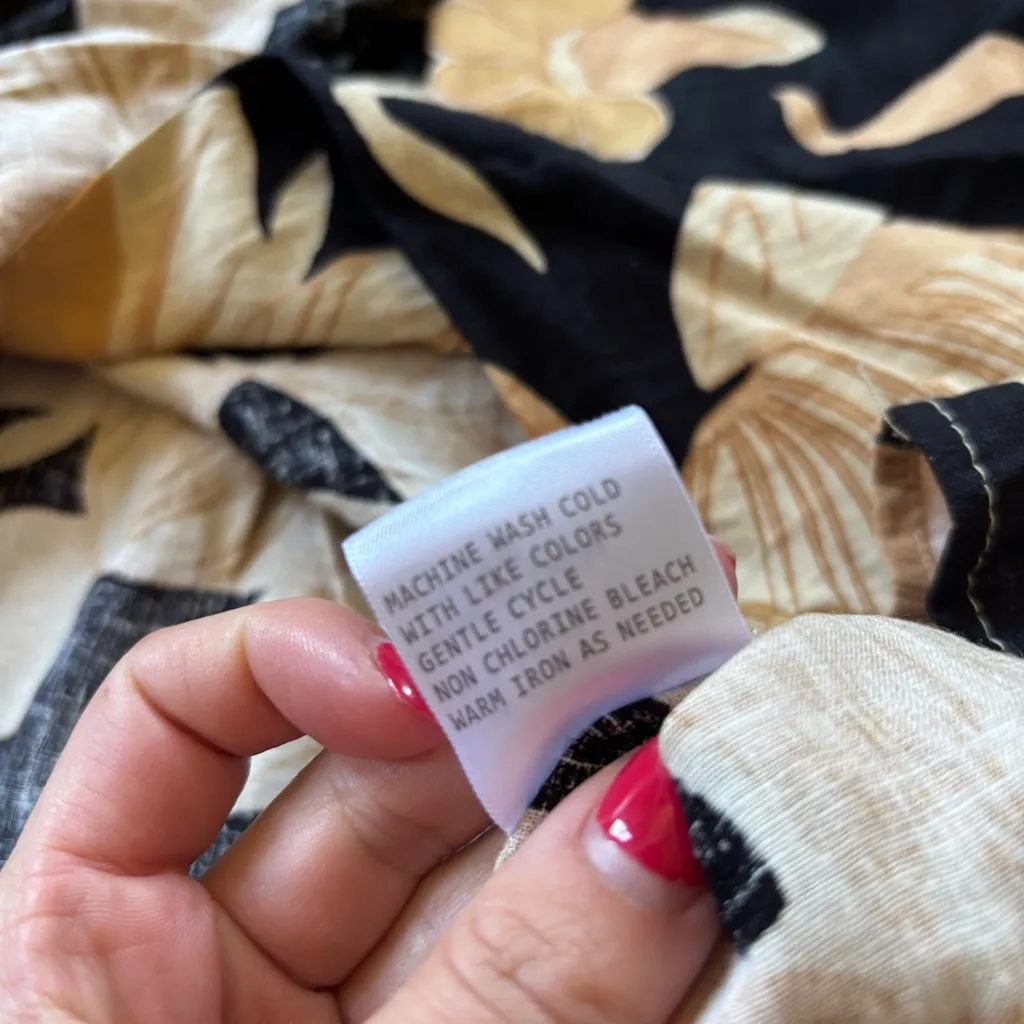 MACHINE WASH COLD
WITH LIKE COLORS
GENTLE CYCLE
NON CHLORINE BLEACH
WARM IRON AS NEEDED